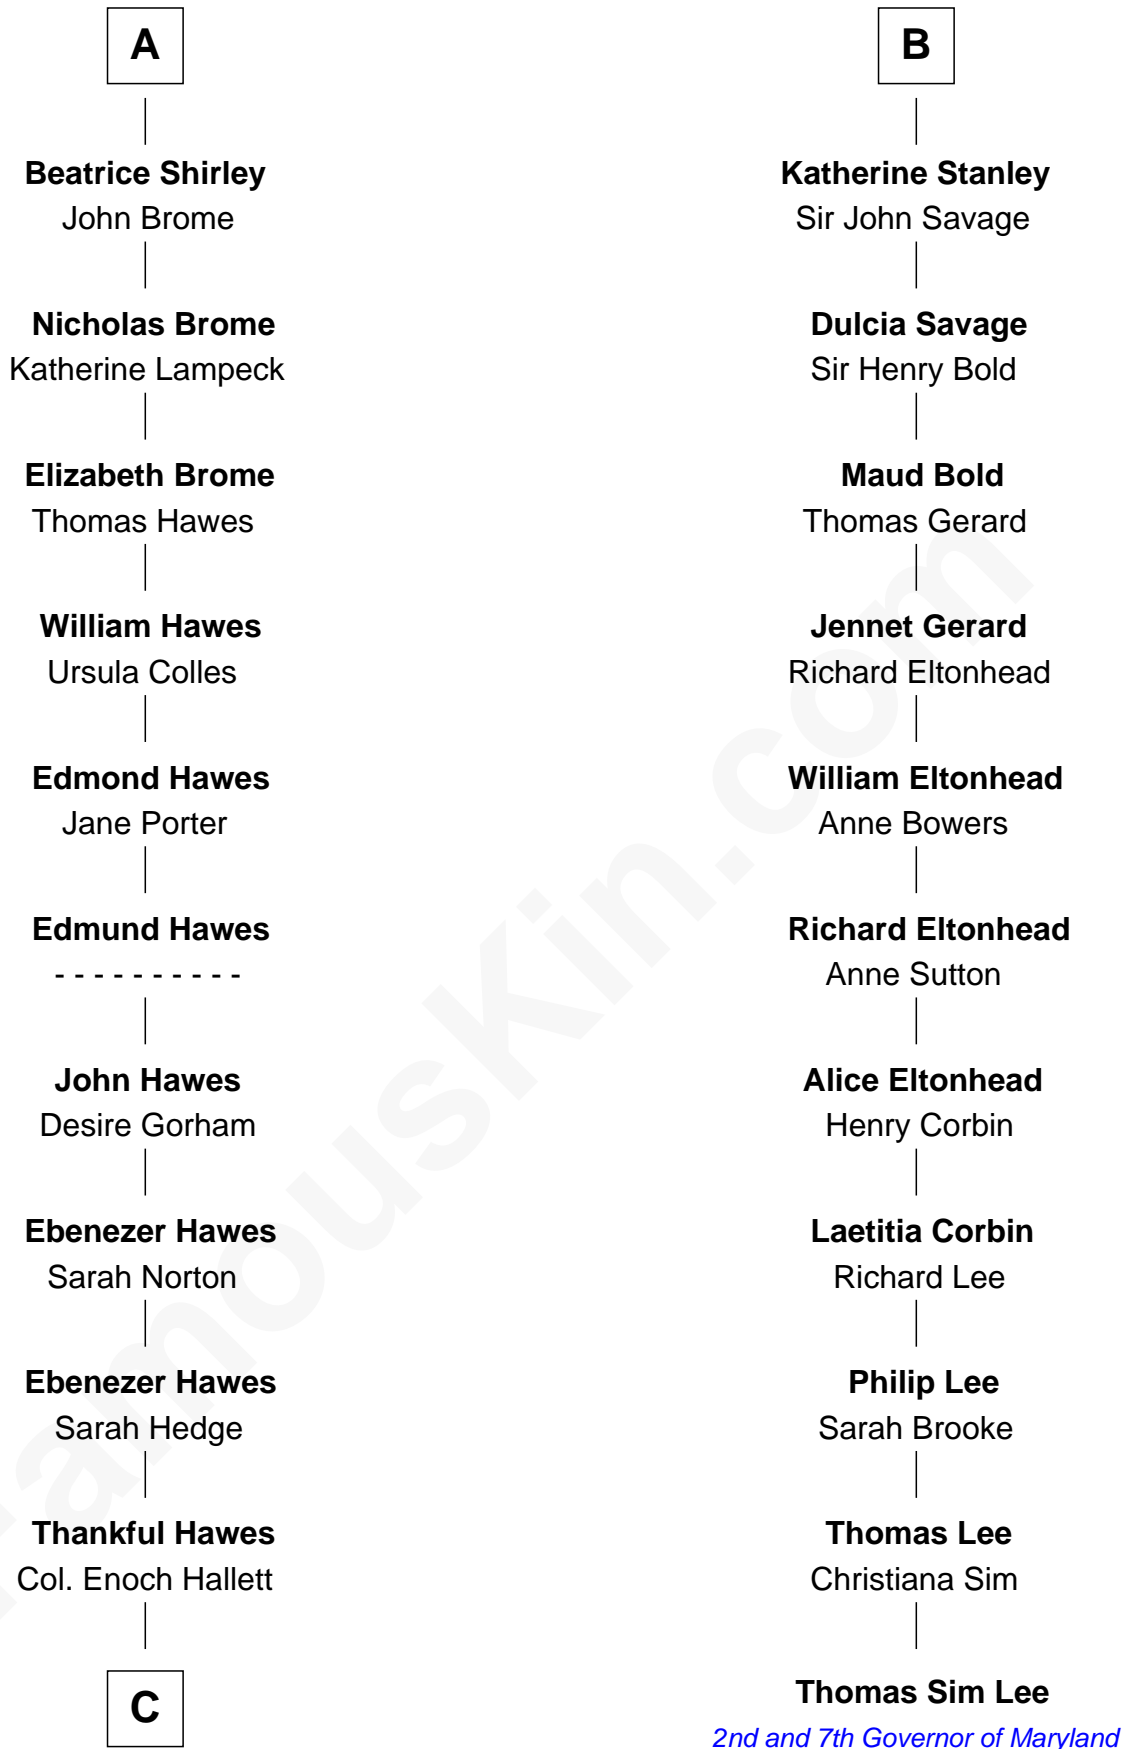 A
Beatrice Shirley
John Brome
Nicholas Brome
Katherine Lampeck
Elizabeth Brome
Thomas Hawes
William Hawes
Ursula Colles
Edmond Hawes
Jane Porter
Edmund Hawes
- - - - - - - - - -
John Hawes
Desire Gorham
Ebenezer Hawes
Sarah Norton
Ebenezer Hawes
Sarah Hedge
Thankful Hawes
Col. Enoch Hallett
C
B
Katherine Stanley
Sir John Savage
Dulcia Savage
Sir Henry Bold
Maud Bold
Thomas Gerard
Jennet Gerard
Richard Eltonhead
William Eltonhead
Anne Bowers
Richard Eltonhead
Anne Sutton
Alice Eltonhead
Henry Corbin
Laetitia Corbin
Richard Lee
Philip Lee
Sarah Brooke
Thomas Lee
Christiana Sim
Thomas Sim Lee
2nd and 7th Governor of Maryland
FamousKin.com